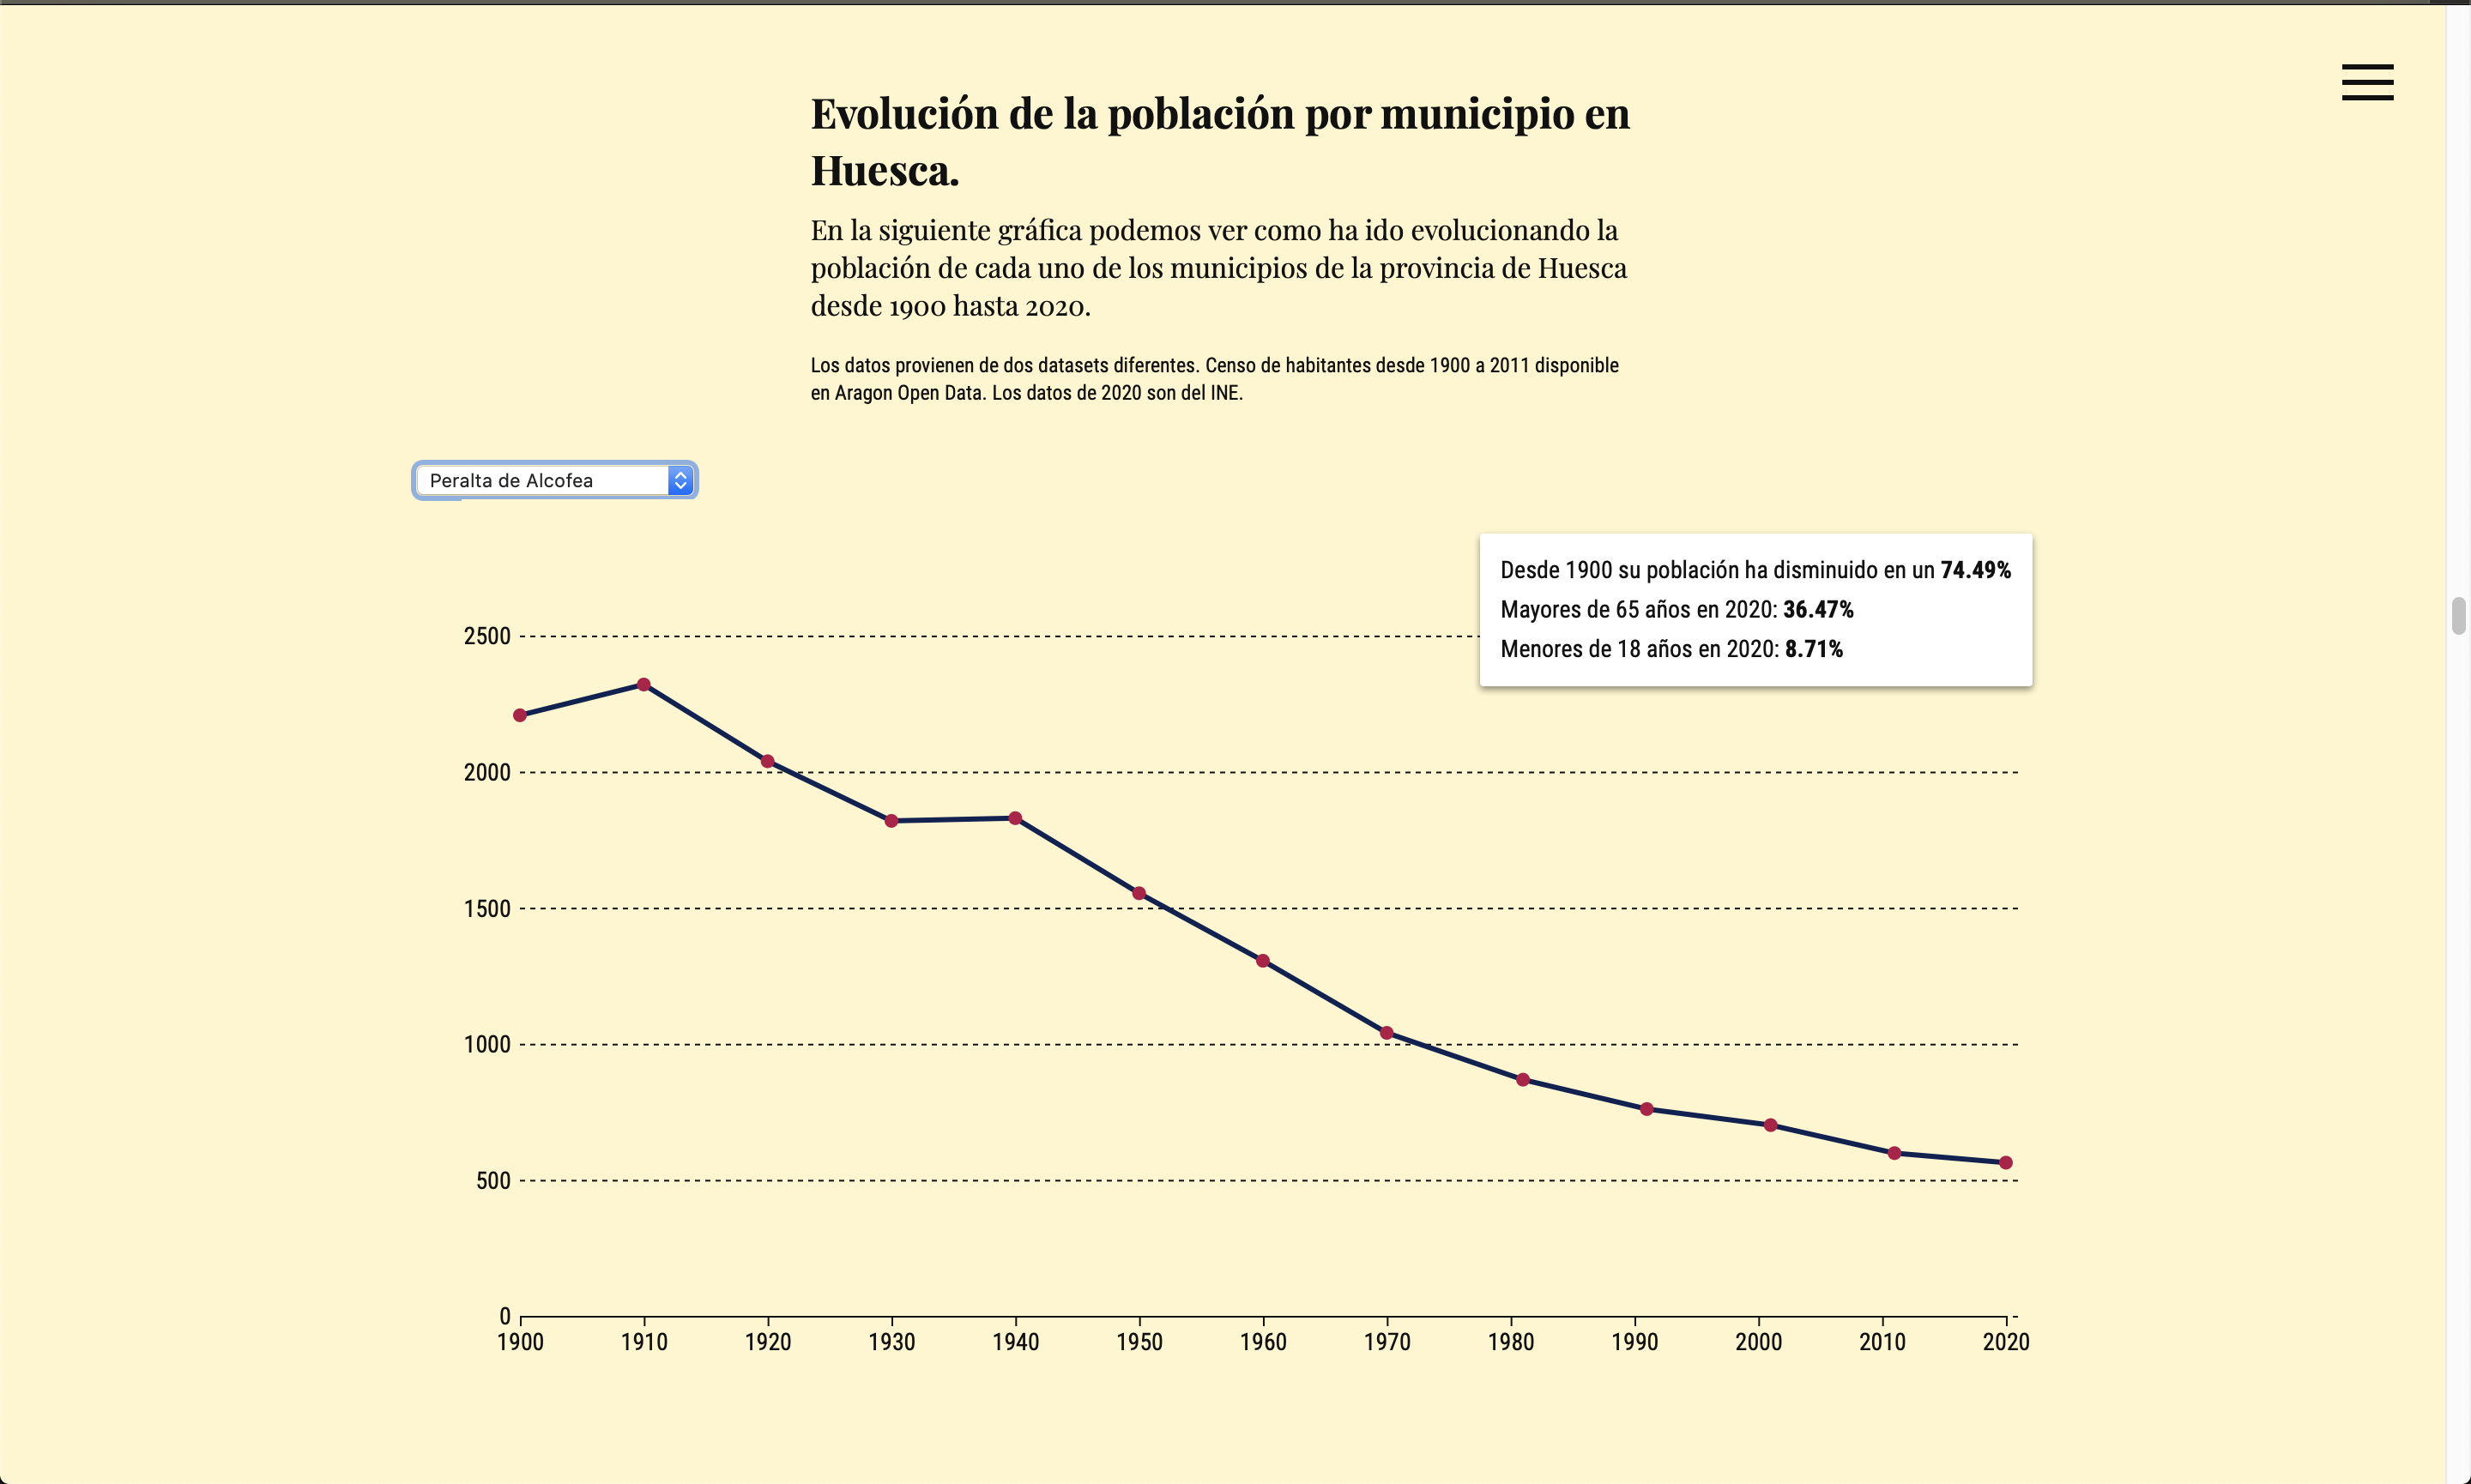 Evolución de la población por municipio en
Huesca.
En la siguiente gráfica podemos ver como ha ido evolucionando la
población de cada uno de los municipios de la provincia de Huesca
desde 1900 hasta 2020.
Los datos provienen de dos datasets diferentes. Censo de habitantes desde 1900 a 2011 disponible
en Aragon Open Data. Los datos de 2020 son del INE.
Peralta de Alcofea
Desde 1900 su población ha disminuido en un 74.49%
Mayores de 65 años en 2020: 36.47%
Menores de 18 años en 2020: 8.71%
2500
2000
1500
1000
500
0
1900 1910 1920 1930 1940 1950 1960 1970 1980 1990 2000 2010 2020